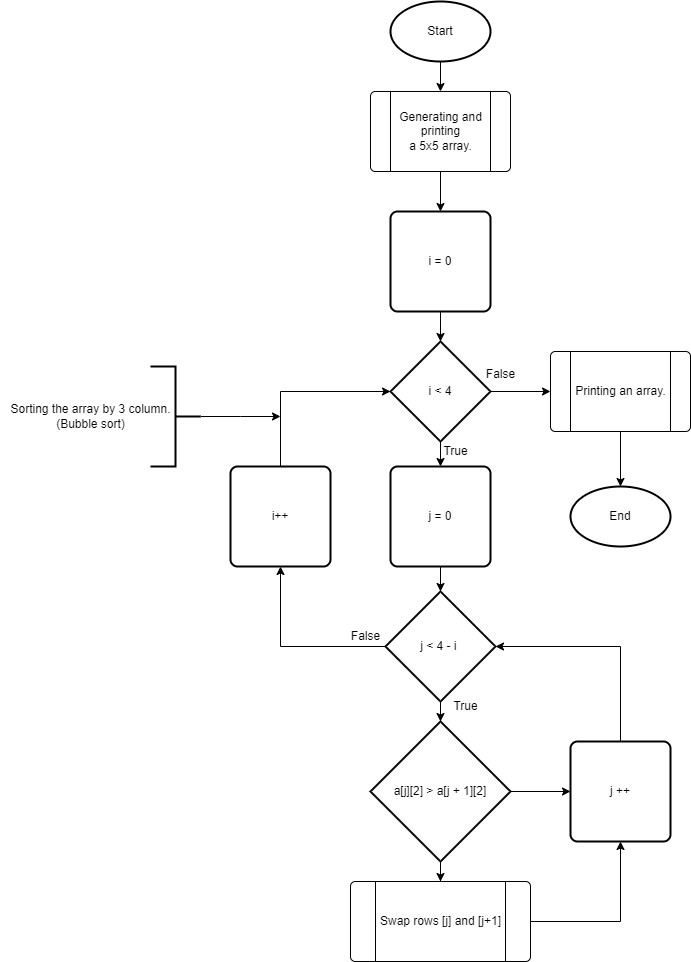 Start
Generating and
printing
a 5x5 array.
i = 0
i < 4
False
Printing an array.
True
Sorting the array by 3 column.
(Bubble sort)
i++
j = 0
End
False
j < 4 - i
True
a[j][2] > a[j + 1][2]
j ++
Swap rows [j] and [j+1]